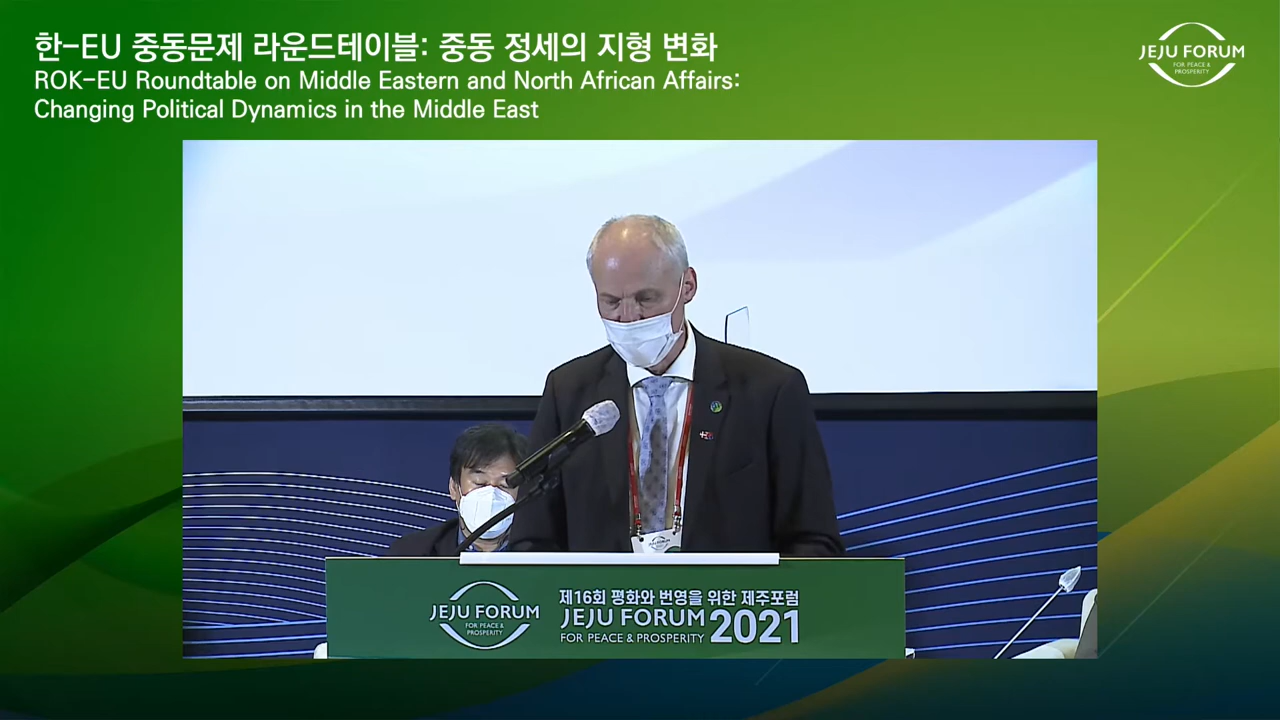 한-EU 중동문제 라운드테이블: 중동 정세의 지형 변화
ROK-EU Roundtable on Middle Eastern and North African Affairs:
Changing Political Dynamics in the Middle East
JEJU FORUM
FOR PEACE &
PROSPERITY
JEJU FORUM
FOR PEACE &
PROSPERITY
제16회 평화와 번영을 위한 제주포럼
JEJU FORUM 2021
FOR PEACE & PROSPERITY